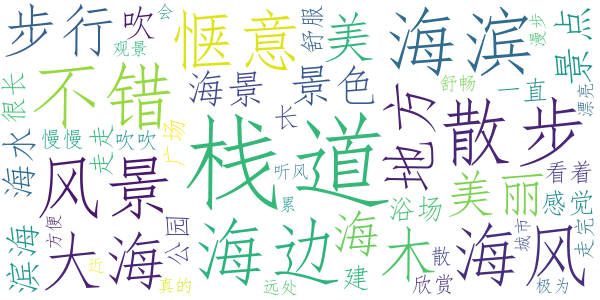 步行
吹
会
观景
惬意
舒服
美
海滨
漫步
景点
很长
不错
海景
景色
长
地方
舒畅
一直
漂亮
海水
慢慢
走走
吹吹
广场
栈道
散步
风景
听风
累
浴场
美丽
看着
感觉
走完
滨海
方便
大海
近
公园
真的
海边
远处
海
建
木
散
欣赏
海风
城市
极为